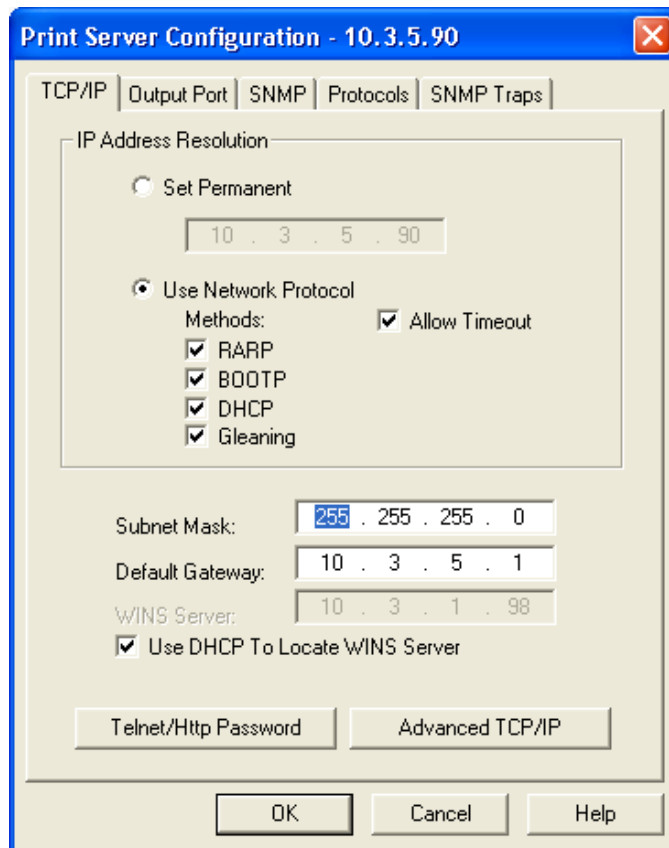 Print Server Configuration - 10.3.5.90
TCP/IP Output Port SNMP Protocols SNMP Traps
IP Address Resolution
Set Permanent
10 . 3 . 5 . 90
Use Network Protocol
Methods: Allow Timeout
RARP
BOOTP
DHCP
Gleaning
Subnet Mask: 255 . 255 . 255 . 0
Default Gateway: 10 . 3 . 5 . 1
WINS Server: 10 . 3 . 1 . 98
Use DHCP To Locate WINS Server
Telnet/Http Password Advanced TCP/IP
OK Cancel Help